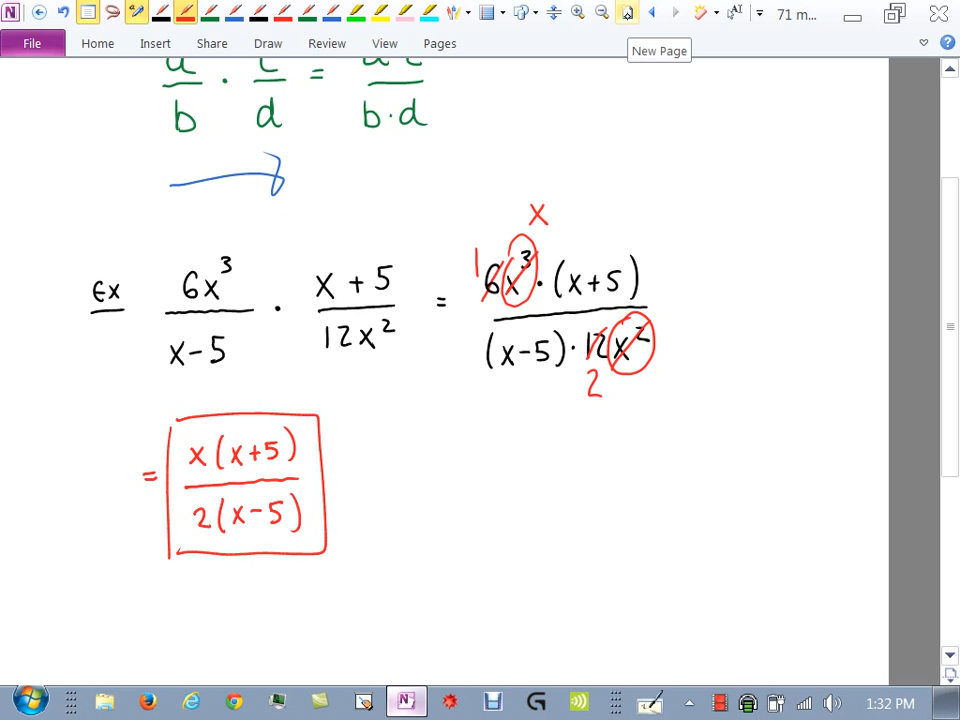 71 m...
File Home Insert Share Draw Review View Pages
New Page
b · d = b·d
x
Ex 6x³ / x-5 · x+5 / 12x² = 1 6x³ · (x+5) / (x-5) · 12x²
2
= x(x+5) / 2(x-5)
1:32 PM